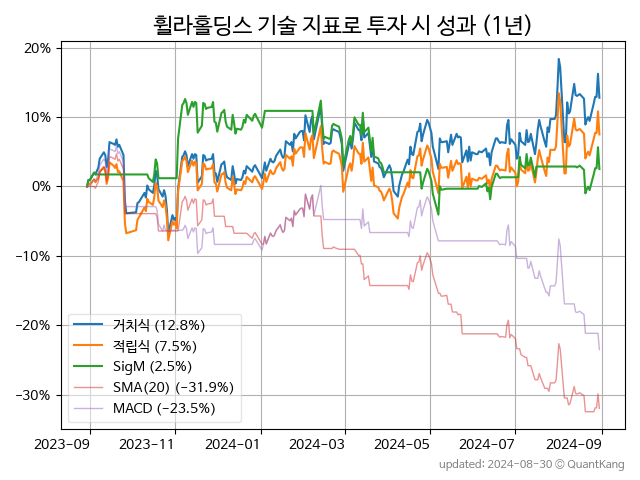 휠라홀딩스 기술 지표로 투자 시 성과 (1년)
20%
10%
0%
−10%
−20%
−30%
거치식 (12.8%)
적립식 (7.5%)
SigM (2.5%)
SMA(20) (−31.9%)
MACD (−23.5%)
2023-09 2023-11 2024-01 2024-03 2024-05 2024-07 2024-09
updated: 2024-08-30 © QuantKang